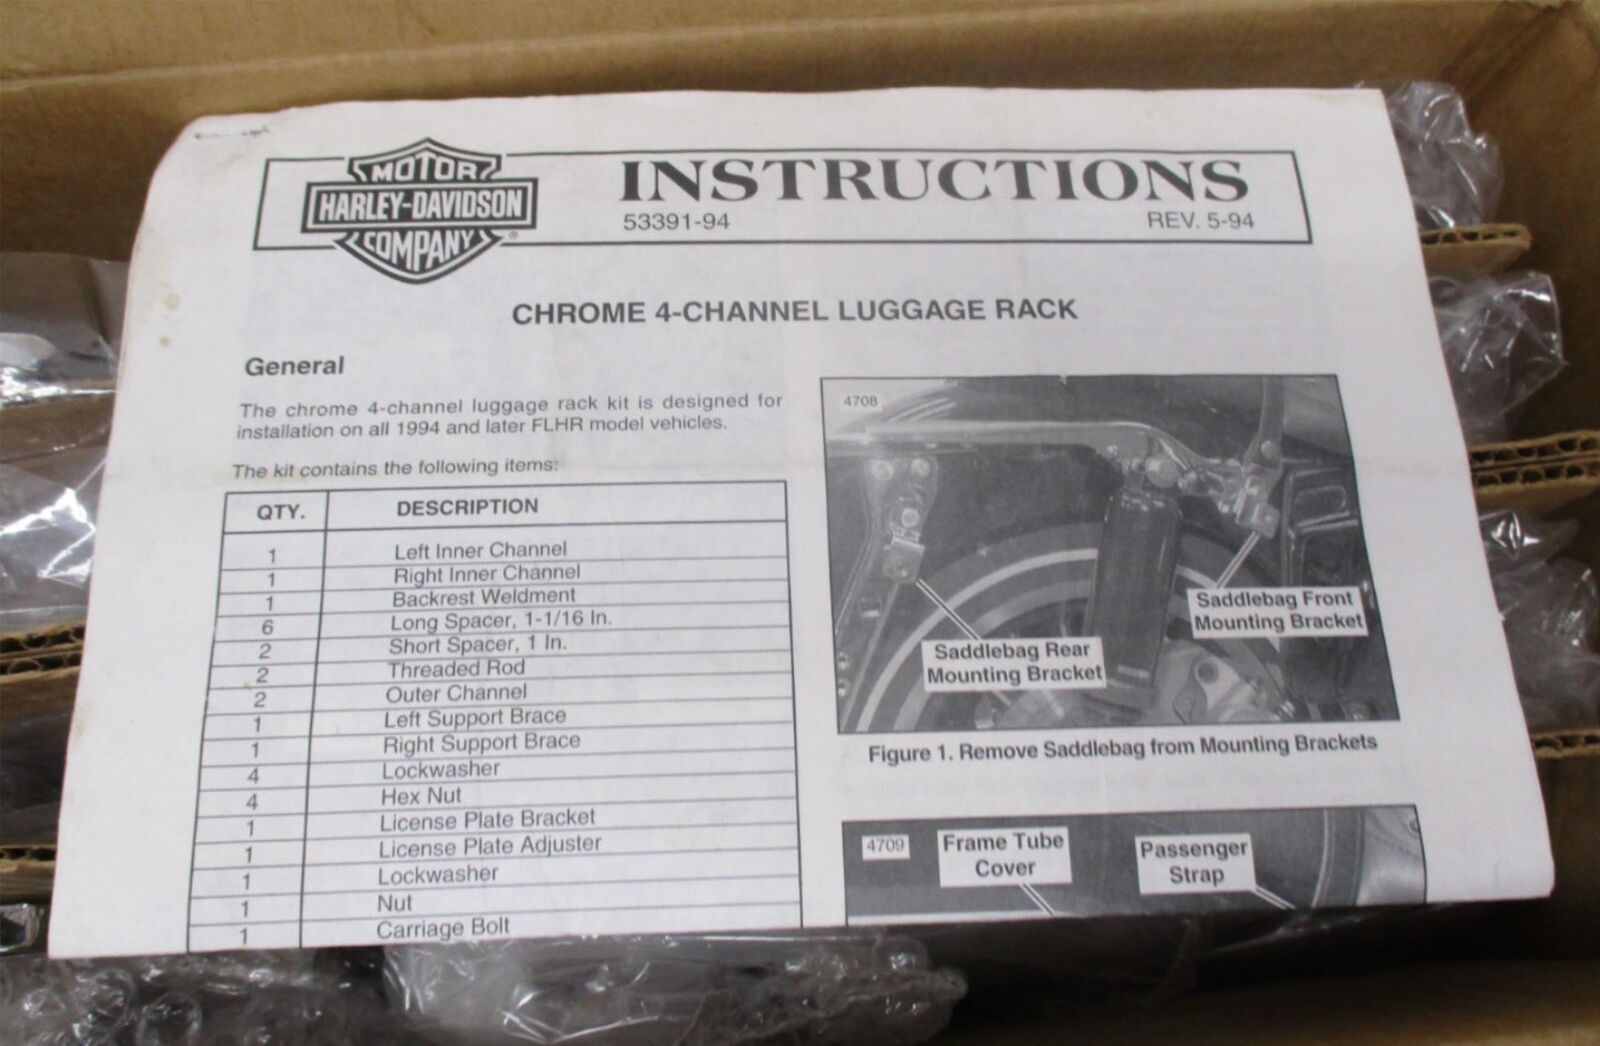 MOTOR
HARLEY-DAVIDSON
COMPANY
®
INSTRUCTIONS
53391-94
REV. 5-94
CHROME 4-CHANNEL LUGGAGE RACK
General
The chrome 4-channel luggage rack kit is designed for
installation on all 1994 and later FLHR model vehicles.
The kit contains the following items:
QTY. DESCRIPTION
1 Left Inner Channel
1 Right Inner Channel
1 Backrest Weldment
6 Long Spacer, 1-1/16 In.
2 Short Spacer, 1 In.
2 Threaded Rod
2 Outer Channel
1 Left Support Brace
1 Right Support Brace
4 Lockwasher
4 Hex Nut
1 License Plate Bracket
1 License Plate Adjuster
1 Lockwasher
1 Nut
1 Carriage Bolt
4708
Saddlebag Front
Mounting Bracket
Saddlebag Rear
Mounting Bracket
Figure 1. Remove Saddlebag from Mounting Brackets
4709
Frame Tube
Cover
Passenger
Strap